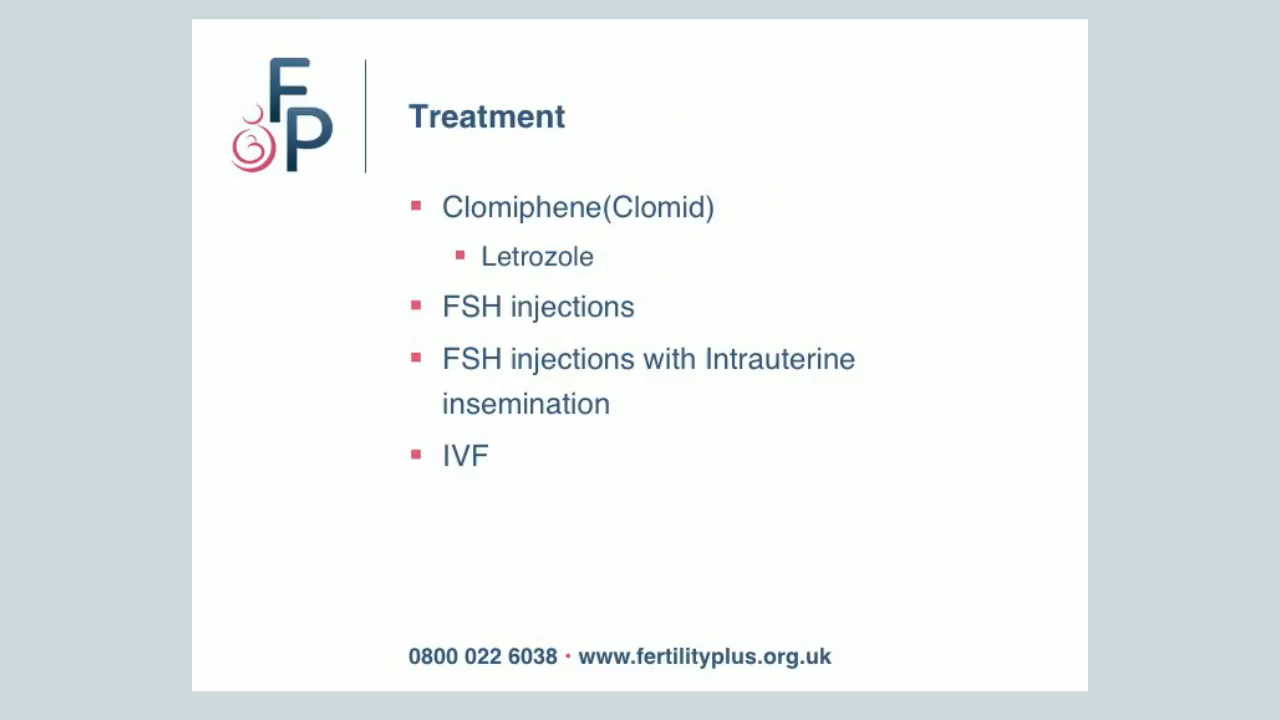 FP
Treatment
Clomiphene(Clomid)
Letrozole
FSH injections
FSH injections with Intrauterine
insemination
IVF
0800 022 6038 · www.fertilityplus.org.uk